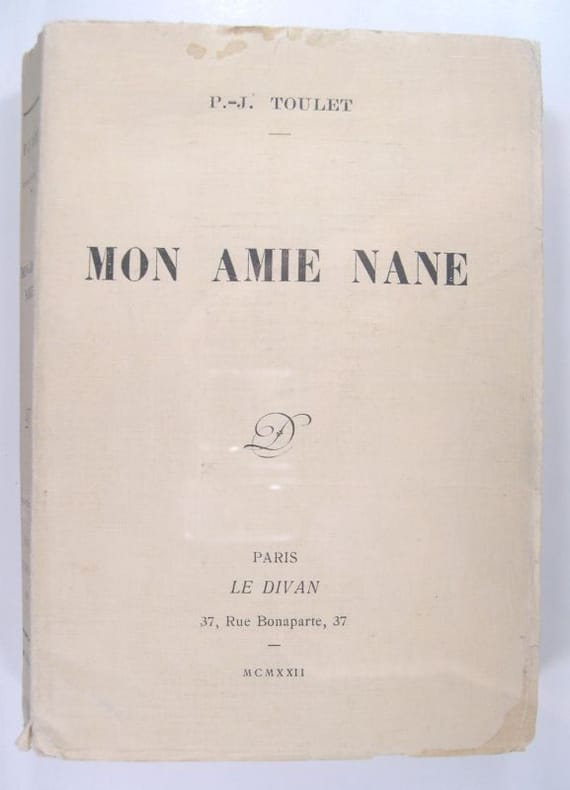 P.-J. TOULET
MON AMIE NANE
D
PARIS
LE DIVAN
37, Rue Bonaparte, 37
MCMXXII